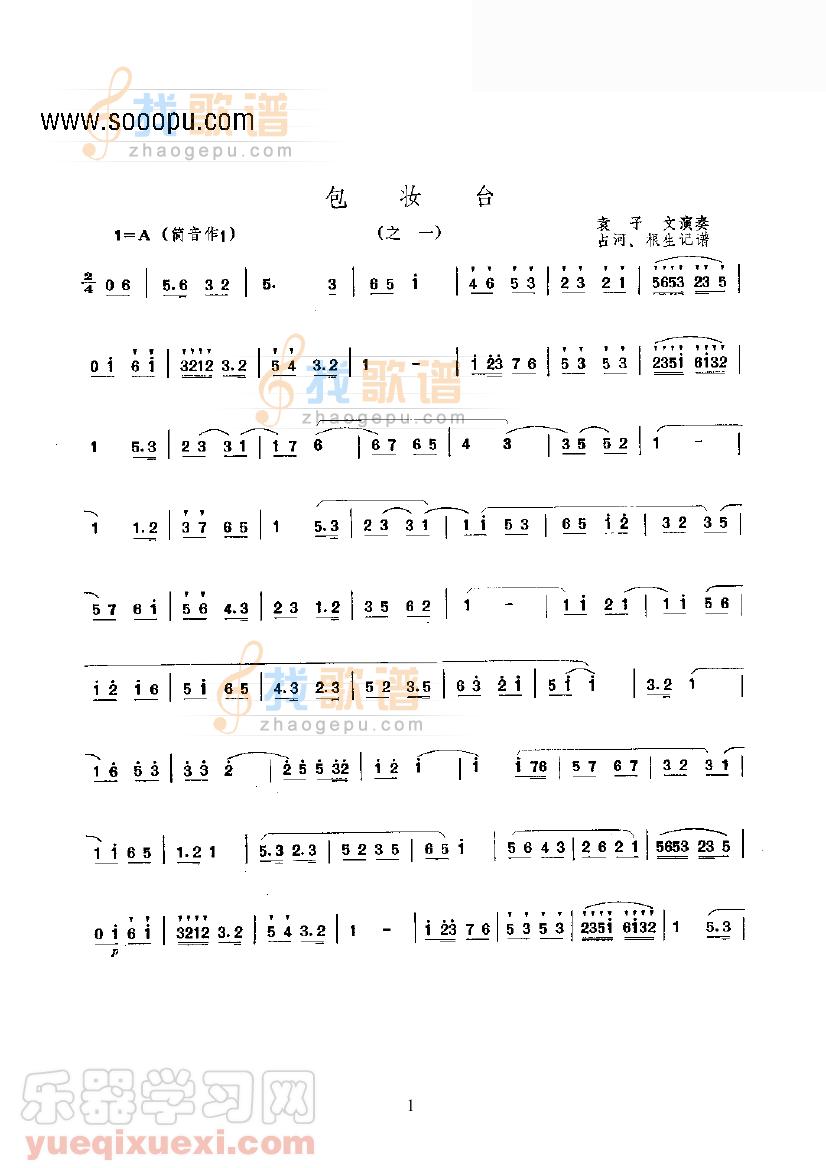 找歌谱
www.sooopu.com
zhaogepu.com
包 妆 台
1=A (筒音作1) (之 一) 袁 子 文演奏
占河、根生记谱
2/4 0 6 | 5.6 3 2 | 5. 3 | 6 5 i | 4 6 5 3 | 2 3 2 1 | 5653 23 5 |
0 i 6 i | 3212 3.2 | 5 4 3.2 | 1 - | i 23 7 6 | 5 3 5 3 | 235i 6i32 |
找歌谱
zhaogepu.com
1 5.3 | 2 3 3 1 | 1 7 6 | 6 7 6 5 | 4 3 | 3 5 5 2 | 1 - |
1 1.2 | 3 7 6 5 | 1 5.3 | 2 3 3 1 | 1 i 5 3 | 6 5 i 2 | 3 2 3 5 |
5 7 6 i | 5 6 4.3 | 2 3 1.2 | 3 5 6 2 | 1 - | 1 i 2 1 | 1 i 5 6 |
i 2 i 6 | 5 i 6 5 | 4.3 2.3 | 5 2 3.5 | 6 3 2 i | 5 i i | 3.2 1 |
找歌谱
zhaogepu.com
1 6 5 3 | 3 3 2 | 2 5 5 32 | i 2 i | i i 76 | 5 7 6 7 | 3 2 3 1 |
1 i 6 5 | 1.2 1 | 5.3 2.3 | 5 2 3 5 | 6 5 i | 5 6 4 3 | 2 6 2 1 | 5653 23 5 |
0 i 6 i | 3212 3.2 | 5 4 3.2 | 1 - | i 23 7 6 | 5 3 5 3 | 235i 6i32 | 1 5.3 |
p
1
乐器学习网
yueqixuexi.com